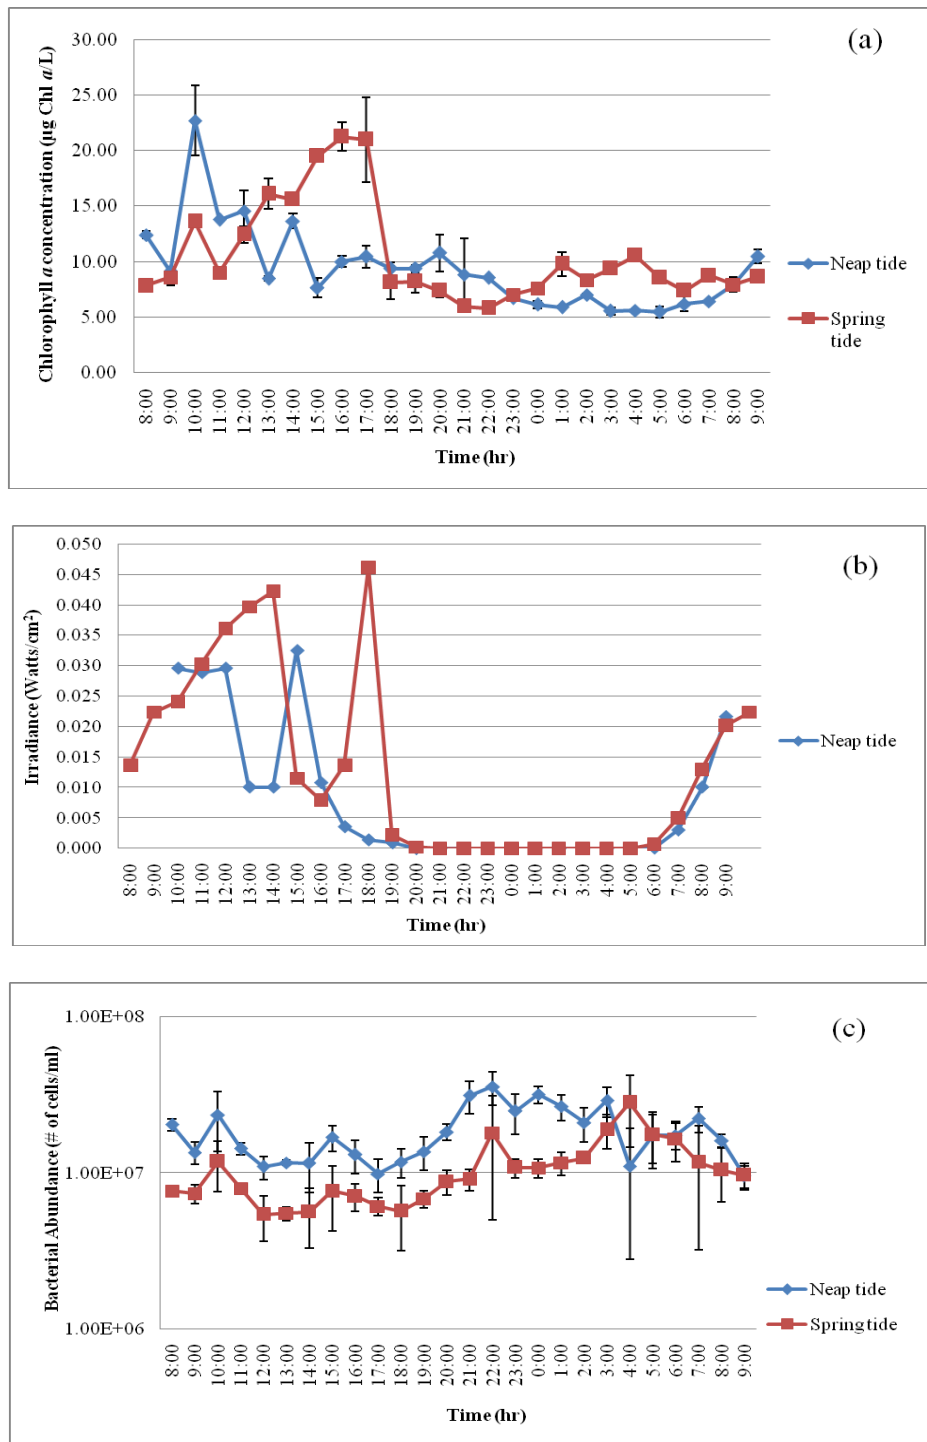 (a)
Chlorophyll a concentration (µg Chl a/L)
30.00
25.00
20.00
15.00
10.00
5.00
0.00
8:00 9:00 10:00 11:00 12:00 13:00 14:00 15:00 16:00 17:00 18:00 19:00 20:00 21:00 22:00 23:00 0:00 1:00 2:00 3:00 4:00 5:00 6:00 7:00 8:00 9:00
Time (hr)
Neap tide
Spring
tide
(b)
Irradiance (Watts/cm²)
0.050
0.045
0.040
0.035
0.030
0.025
0.020
0.015
0.010
0.005
0.000
8:00 9:00 10:00 11:00 12:00 13:00 14:00 15:00 16:00 17:00 18:00 19:00 20:00 21:00 22:00 23:00 0:00 1:00 2:00 3:00 4:00 5:00 6:00 7:00 8:00 9:00
Time (hr)
Neap tide
(c)
Bacterial Abundance (# of cells/ml)
1.00E+08
1.00E+07
1.00E+06
8:00 9:00 10:00 11:00 12:00 13:00 14:00 15:00 16:00 17:00 18:00 19:00 20:00 21:00 22:00 23:00 0:00 1:00 2:00 3:00 4:00 5:00 6:00 7:00 8:00 9:00
Time (hr)
Neap tide
Spring tide